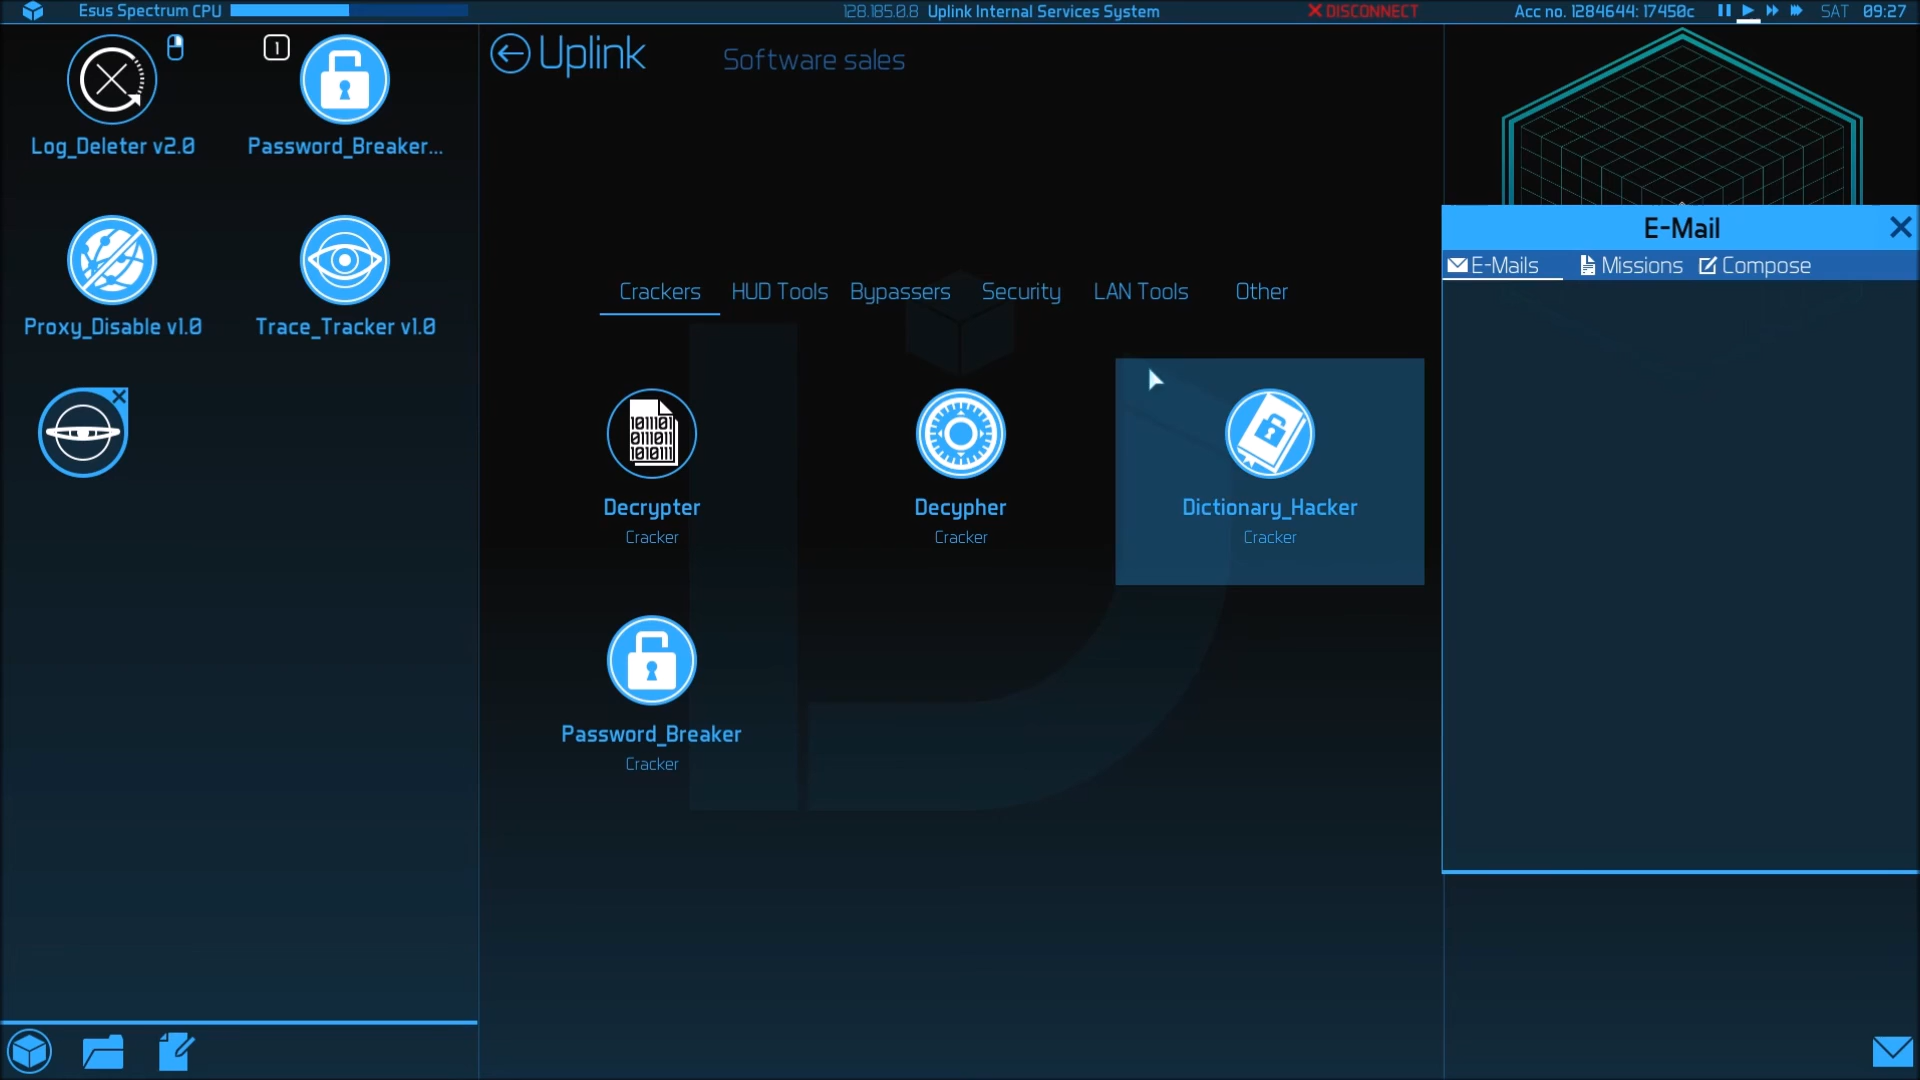 Esus Spectrum CPU
128.185.0.8 Uplink Internal Services System
DISCONNECT
Acc no. 1284644: 17450c
SAT 09:27
1
Log_Deleter v2.0
Password_Breaker...
Proxy_Disable v1.0
Trace_Tracker v1.0
Uplink
Software sales
Crackers
HUD Tools
Bypassers
Security
LAN Tools
Other
Decrypter
Cracker
Decypher
Cracker
Dictionary_Hacker
Cracker
Password_Breaker
Cracker
E-Mail
E-Mails
Missions
Compose